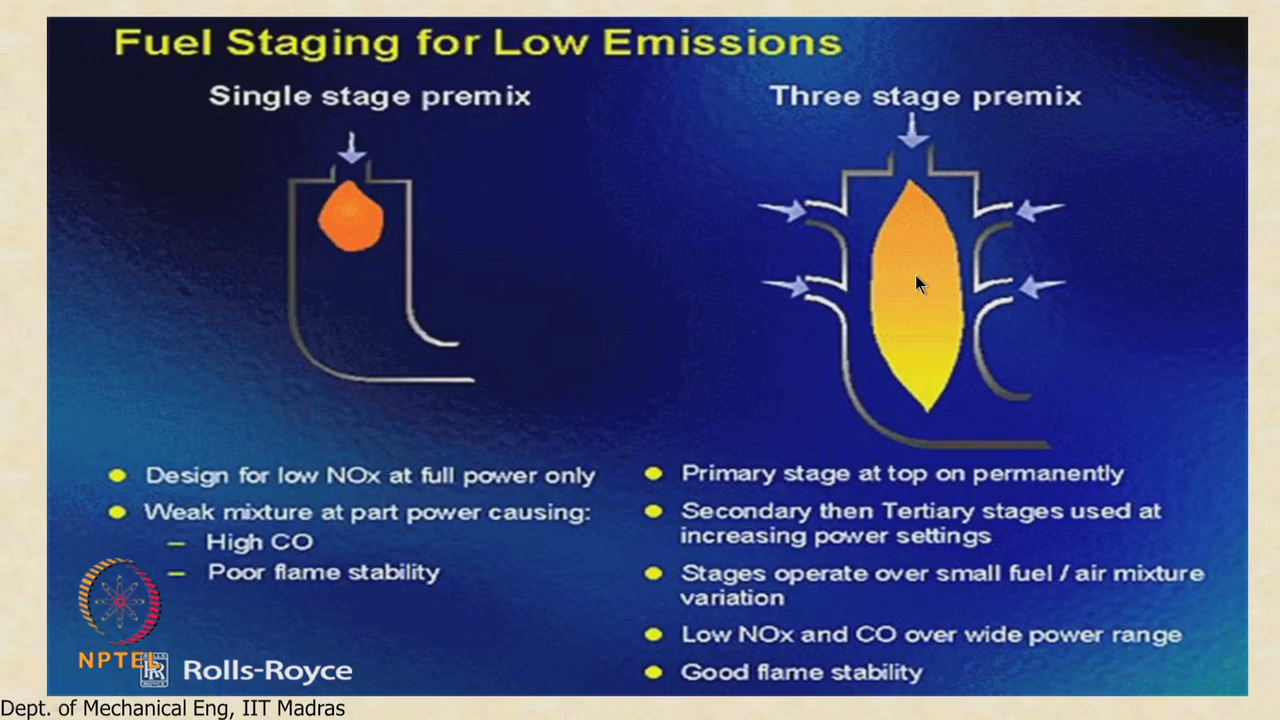 Fuel Staging for Low Emissions
Single stage premix
Design for low NOx at full power only
Weak mixture at part power causing:
– High CO
– Poor flame stability
Three stage premix
Primary stage at top on permanently
Secondary then Tertiary stages used at
increasing power settings
Stages operate over small fuel / air mixture
variation
Low NOx and CO over wide power range
Good flame stability
NPTEL
Rolls-Royce
Dept. of Mechanical Eng, IIT Madras